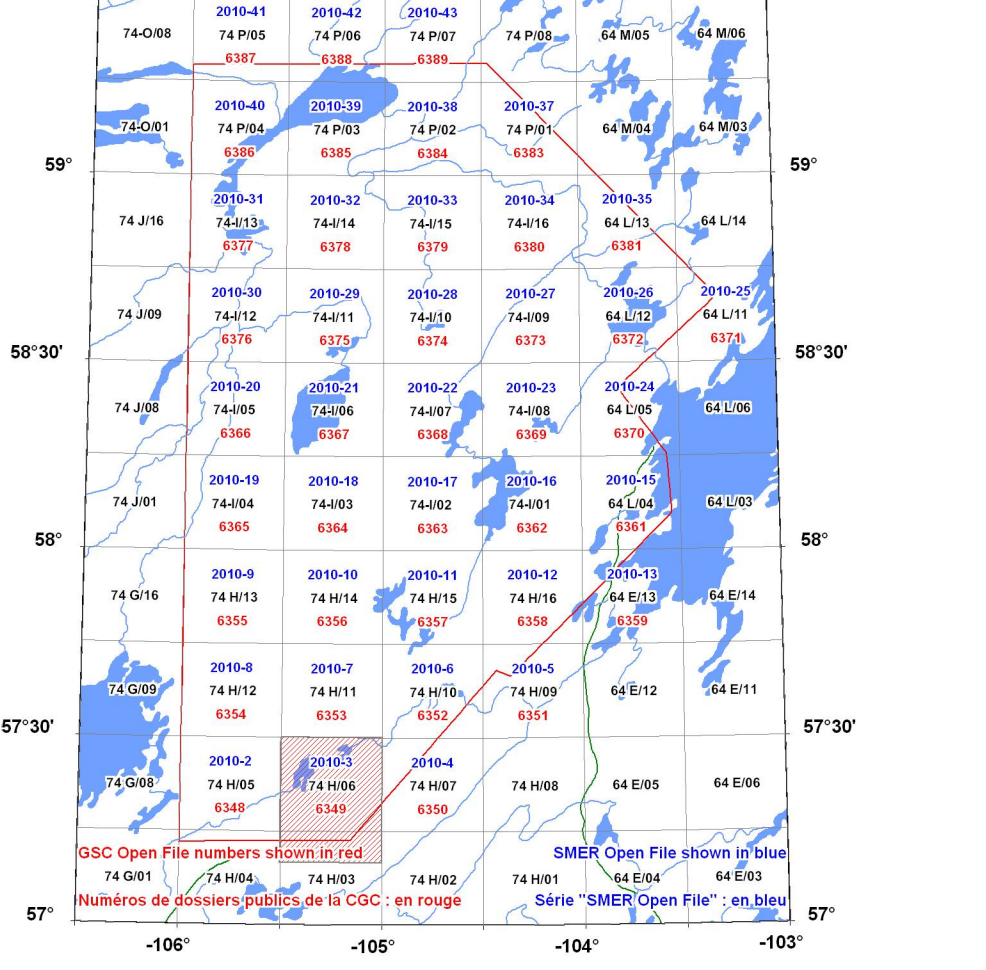 2010-41 2010-42 2010-43
74-O/08 74 P/05 74 P/06 74 P/07 74 P/08 64 M/05 64 M/06
6387 6388 6389
2010-40 2010-39 2010-38 2010-37
74-O/01 74 P/04 74 P/03 74 P/02 74 P/01 64 M/04 64 M/03
6386 6385 6384 6383
59° 59°
2010-31 2010-32 2010-33 2010-34 2010-35
74 J/16 74-I/13 74-I/14 74-I/15 74-I/16 64 L/13 64 L/14
6377 6378 6379 6380 6381
2010-30 2010-29 2010-28 2010-27 2010-26 2010-25
74 J/09 74-I/12 74-I/11 74-I/10 74-I/09 64 L/12 64 L/11
6376 6375 6374 6373 6372 6371
58°30' 58°30'
2010-20 2010-21 2010-22 2010-23 2010-24
74 J/08 74-I/05 74-I/06 74-I/07 74-I/08 64 L/05 64 L/06
6366 6367 6368 6369 6370
2010-19 2010-18 2010-17 2010-16 2010-15
74 J/01 74-I/04 74-I/03 74-I/02 74-I/01 64 L/04 64 L/03
6365 6364 6363 6362 6361
58° 58°
2010-9 2010-10 2010-11 2010-12 2010-13
74 G/16 74 H/13 74 H/14 74 H/15 74 H/16 64 E/13 64 E/14
6355 6356 6357 6358 6359
2010-8 2010-7 2010-6 2010-5
74 G/09 74 H/12 74 H/11 74 H/10 74 H/09 64 E/12 64 E/11
6354 6353 6352 6351
57°30' 57°30'
2010-2 2010-3 2010-4
74 G/08 74 H/05 74 H/06 74 H/07 74 H/08 64 E/05 64 E/06
6348 6349 6350
GSC Open File numbers shown in red SMER Open File shown in blue
74 G/01 74 H/04 74 H/03 74 H/02 74 H/01 64 E/04 64 E/03
Numéros de dossiers publics de la CGC : en rouge Série "SMER Open File" : en bleu
57° 57°
-106° -105° -104° -103°